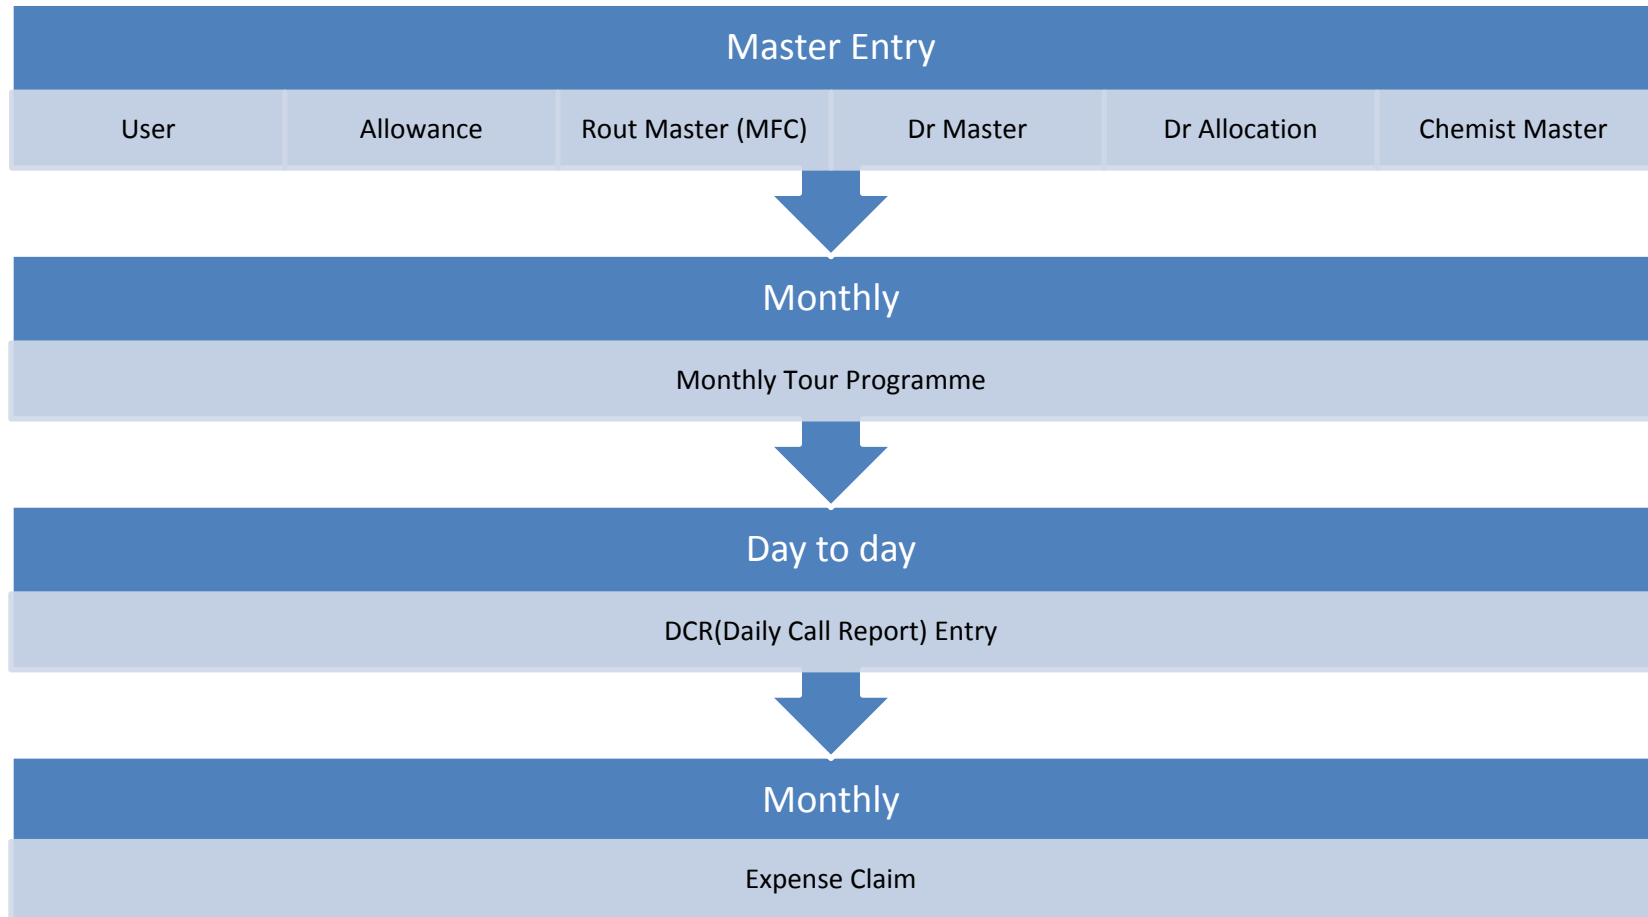 Master Entry
User Allowance Rout Master (MFC) Dr Master Dr Allocation Chemist Master
Monthly
Monthly Tour Programme
Day to day
DCR(Daily Call Report) Entry
Monthly
Expense Claim